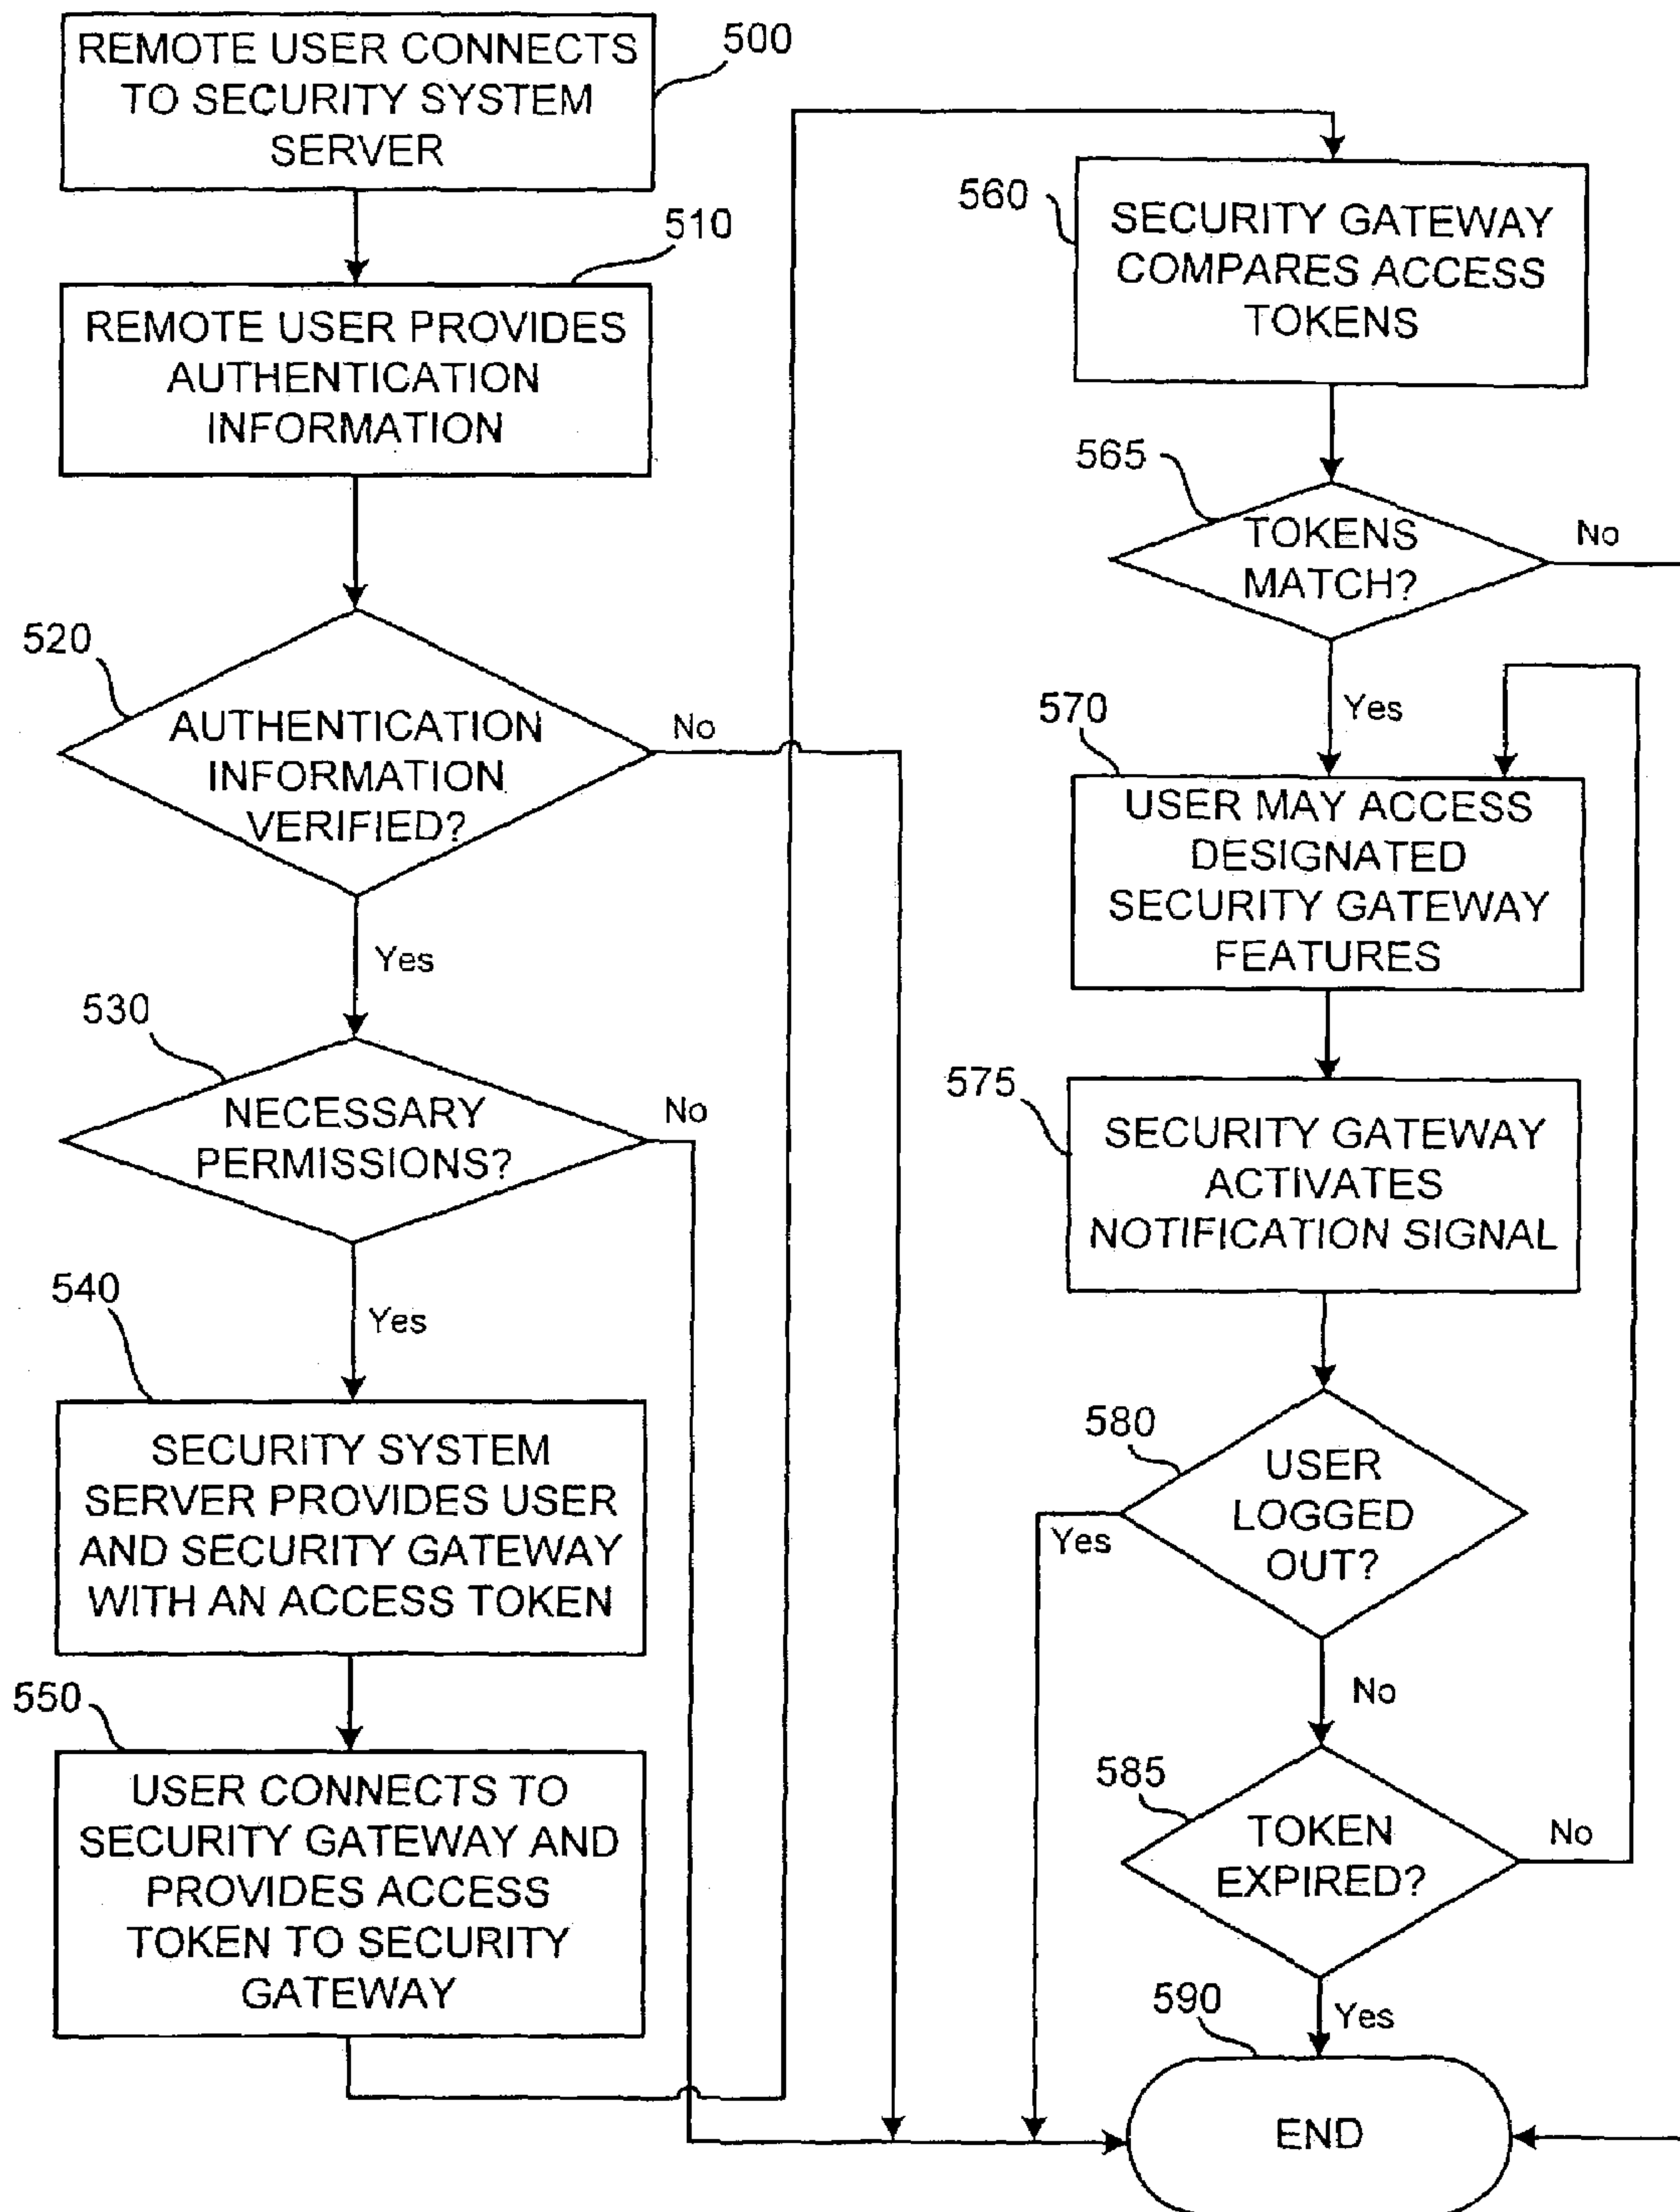 REMOTE USER CONNECTS
TO SECURITY SYSTEM
SERVER
500
510
REMOTE USER PROVIDES
AUTHENTICATION
INFORMATION
520
AUTHENTICATION
INFORMATION
VERIFIED?
No
Yes
530
NECESSARY
PERMISSIONS?
No
Yes
540
SECURITY SYSTEM
SERVER PROVIDES USER
AND SECURITY GATEWAY
WITH AN ACCESS TOKEN
550
USER CONNECTS TO
SECURITY GATEWAY AND
PROVIDES ACCESS
TOKEN TO SECURITY
GATEWAY
560
SECURITY GATEWAY
COMPARES ACCESS
TOKENS
565
TOKENS
MATCH?
No
Yes
570
USER MAY ACCESS
DESIGNATED
SECURITY GATEWAY
FEATURES
575
SECURITY GATEWAY
ACTIVATES
NOTIFICATION SIGNAL
580
USER
LOGGED
OUT?
Yes
No
585
TOKEN
EXPIRED?
No
Yes
590
END